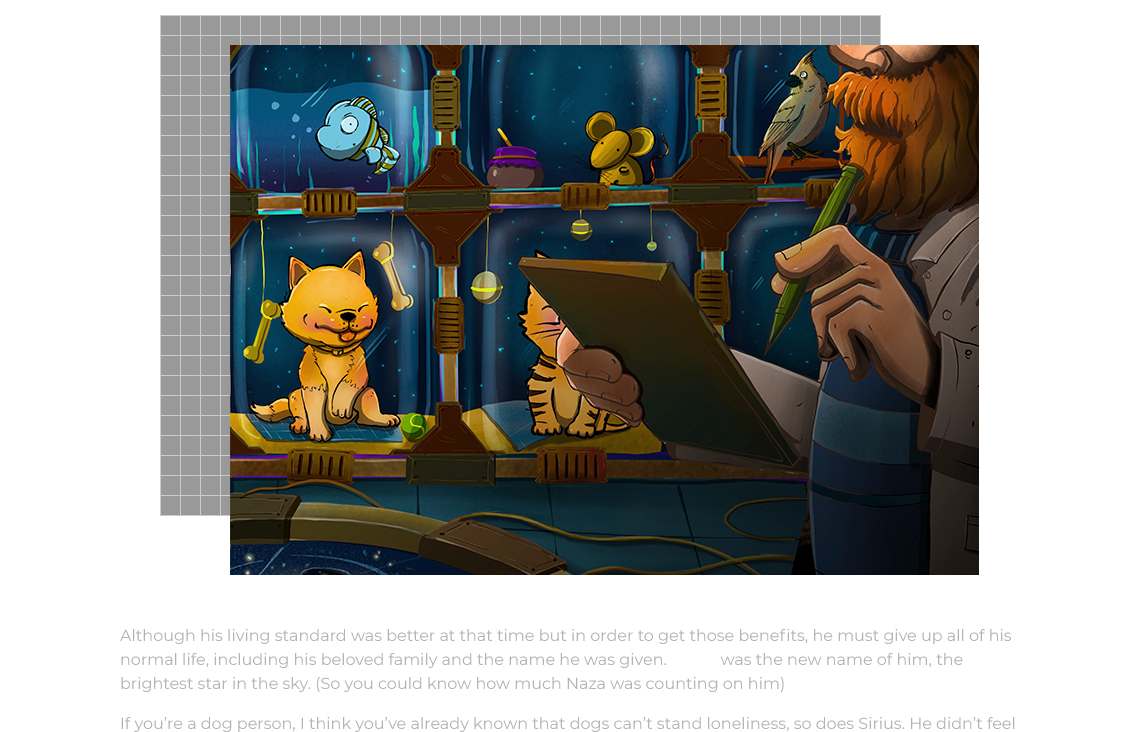 Although his living standard was better at that time but in order to get those benefits, he must give up all of his
normal life, including his beloved family and the name he was given. was the new name of him, the
brightest star in the sky. (So you could know how much Naza was counting on him)
If you’re a dog person, I think you’ve already known that dogs can’t stand loneliness, so does Sirius. He didn’t feel